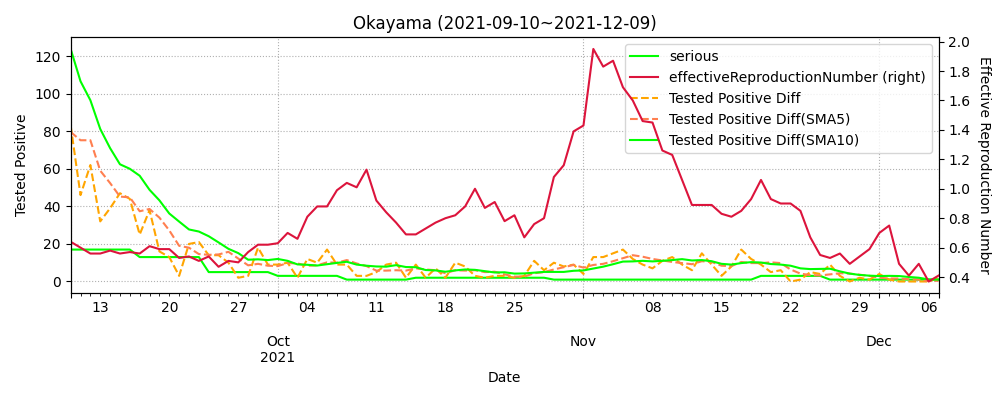 Okayama (2021-09-10~2021-12-09)
Tested Positive
120
100
80
60
40
20
0
serious
effectiveReproductionNumber (right)
Tested Positive Diff
Tested Positive Diff(SMA5)
Tested Positive Diff(SMA10)
2.0
1.8
1.6
1.4
1.2
1.0
0.8
0.6
0.4
Effective Reproduction Number
13 20 27 04 11 18 25 08 15 22 29 06
Oct Nov Dec
2021
Date